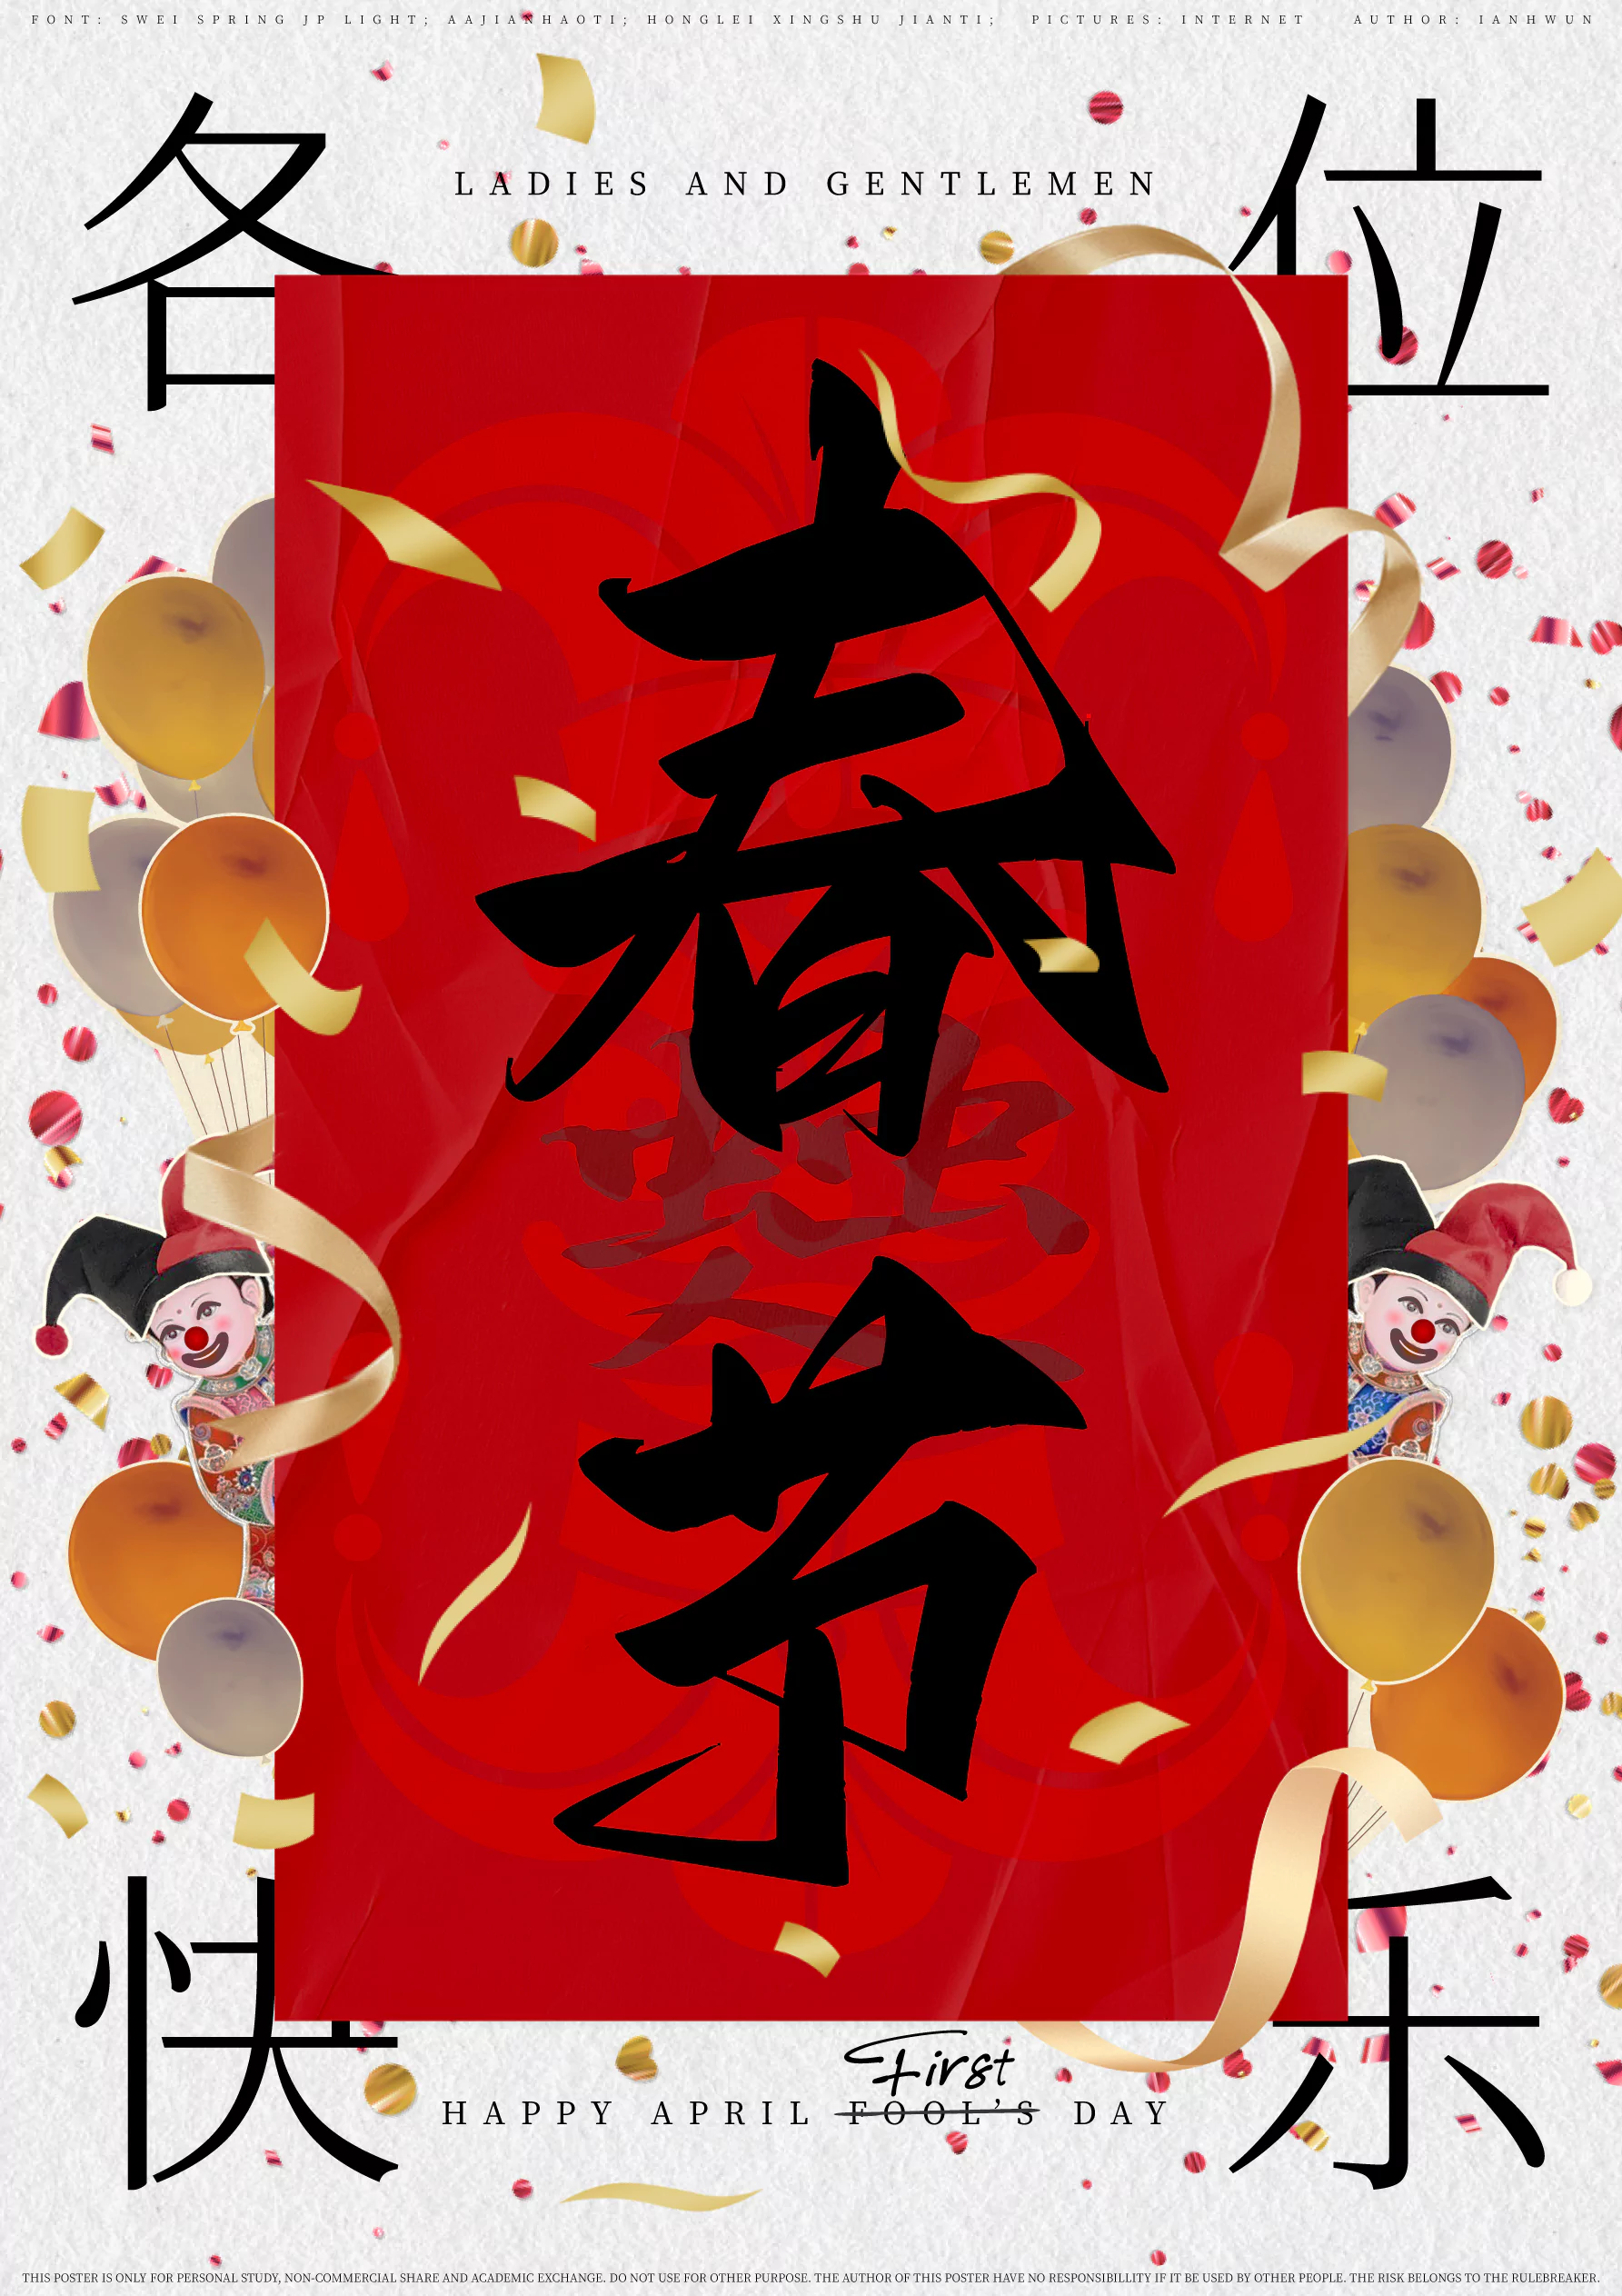 FONT: SWEI SPRING JP LIGHT; AAJIANHAOTI; HONGLEI XINGSHU JIANTI; PICTURES: INTERNET AUTHOR: IANHWUN
各位
LADIES AND GENTLEMEN
蠢
人
节
快乐
First
HAPPY APRIL FOOL'S DAY
THIS POSTER IS ONLY FOR PERSONAL STUDY, NON-COMMERCIAL SHARE AND ACADEMIC EXCHANGE. DO NOT USE FOR OTHER PURPOSE. THE AUTHOR OF THIS POSTER HAVE NO RESPONSIBILLITY IF IT BE USED BY OTHER PEOPLE. THE RISK BELONGS TO THE RULEBREAKER.